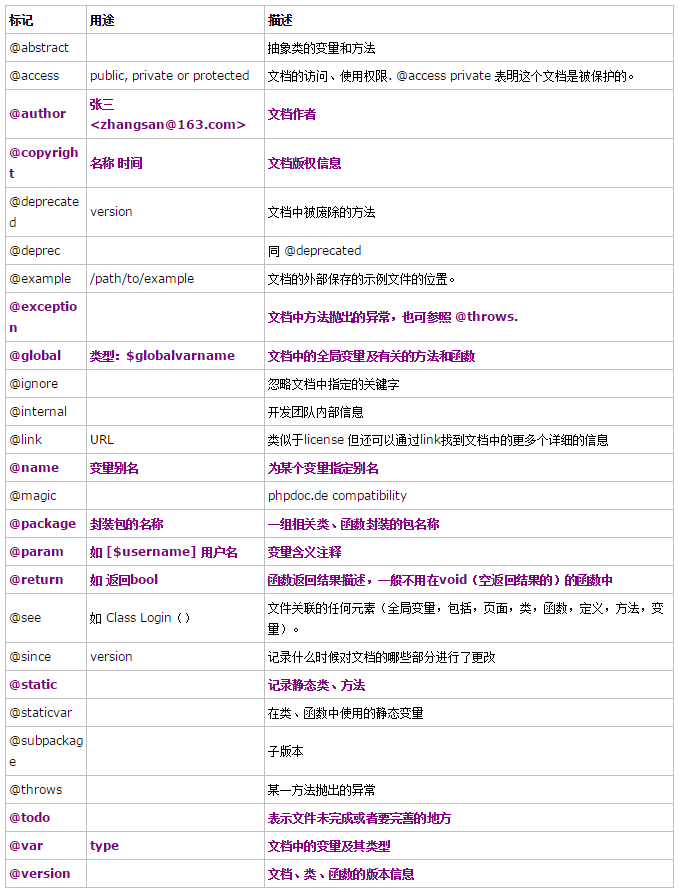 标记 用途 描述
@abstract 抽象类的变量和方法
@access public, private or protected 文档的访问、使用权限. @access private 表明这个文档是被保护的。
@author 张三 <zhangsan@163.com> 文档作者
@copyright 名称 时间 文档版权信息
@deprecated version 文档中被废除的方法
@deprec 同 @deprecated
@example /path/to/example 文档的外部保存的示例文件的位置。
@exception 文档中方法抛出的异常，也可参照 @throws.
@global 类型：$globalvarname 文档中的全局变量及有关的方法和函数
@ignore 忽略文档中指定的关键字
@internal 开发团队内部信息
@link URL 类似于license 但还可以通过link找到文档中的更多个详细的信息
@name 变量别名 为某个变量指定别名
@magic phpdoc.de compatibility
@package 封装包的名称 一组相关类、函数封装的包名称
@param 如 [$username] 用户名 变量含义注释
@return 如 返回bool 函数返回结果描述，一般不用在void（空返回结果的）的函数中
@see 如 Class Login（） 文件关联的任何元素（全局变量，包括，页面，类，函数，定义，方法，变量）。
@since version 记录什么时候对文档的哪些部分进行了更改
@static 记录静态类、方法
@staticvar 在类、函数中使用的静态变量
@subpackage 子版本
@throws 某一方法抛出的异常
@todo 表示文件未完成或者要完善的地方
@var type 文档中的变量及其类型
@version 文档、类、函数的版本信息